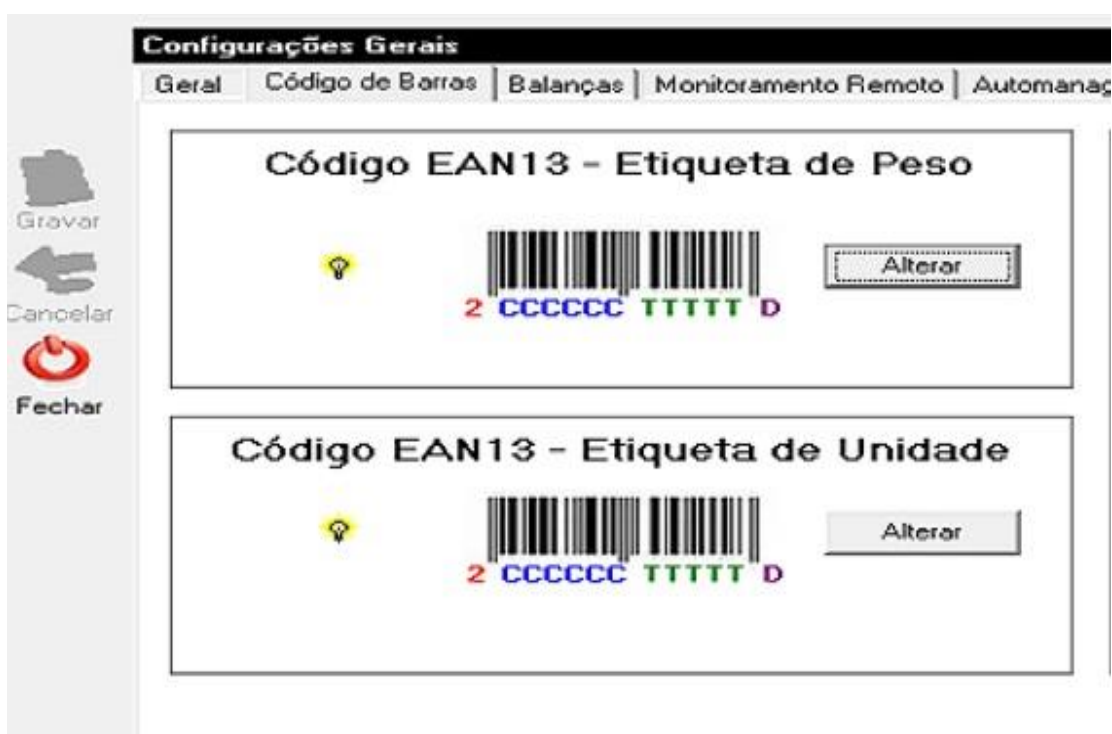 Configurações Gerais
Geral Código de Barras Balanças Monitoramento Remoto Automanag
Gravar
Cancelar
Fechar
Código EAN13 - Etiqueta de Peso
2 CCCCCC TTTTT D
Alterar
Código EAN13 - Etiqueta de Unidade
2 CCCCCC TTTTT D
Alterar